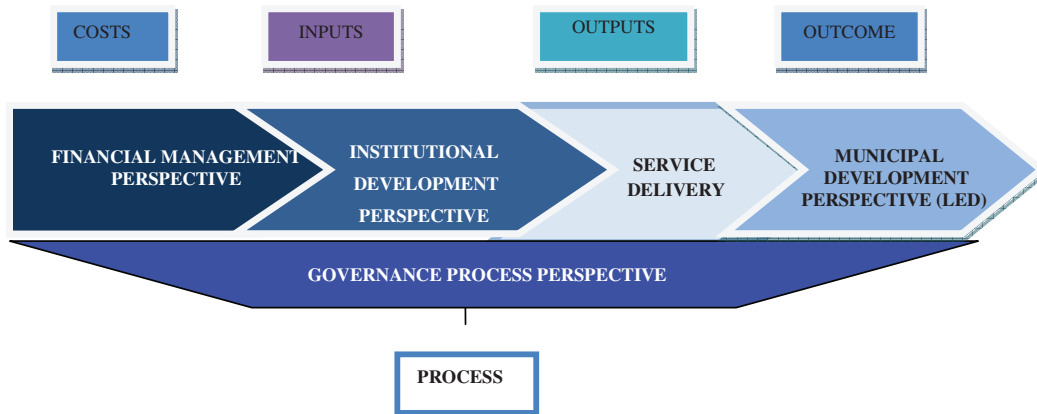 COSTS
INPUTS
OUTPUTS
OUTCOME
FINANCIAL MANAGEMENT
PERSPECTIVE
INSTITUTIONAL
DEVELOPMENT
PERSPECTIVE
SERVICE
DELIVERY
MUNICIPAL
DEVELOPMENT
PERSPECTIVE (LED)
GOVERNANCE PROCESS PERSPECTIVE
PROCESS